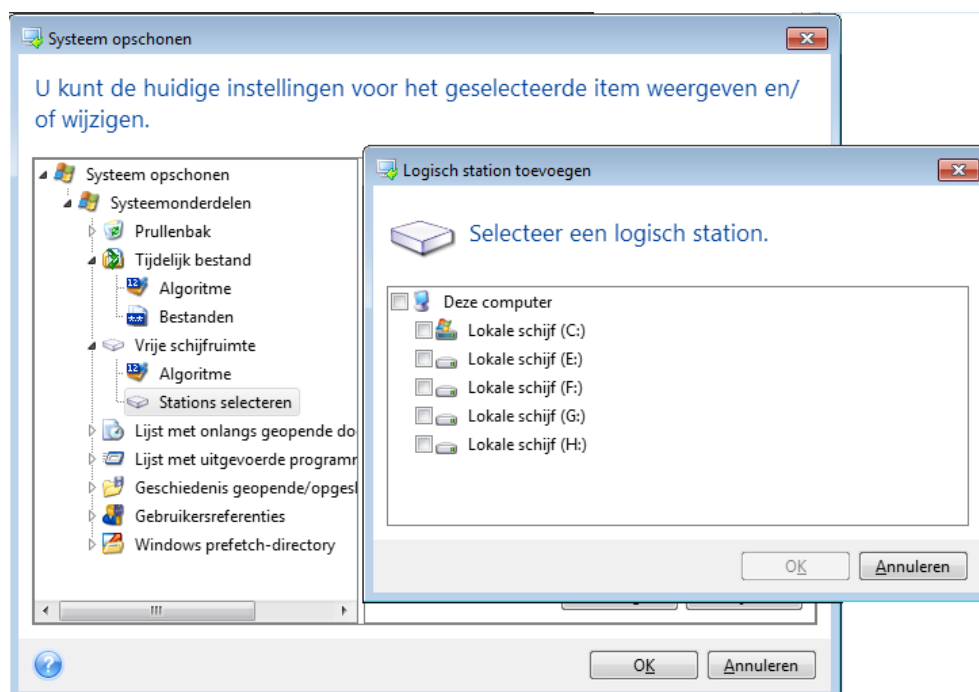 Systeem opschonen
U kunt de huidige instellingen voor het geselecteerde item weergeven en/
of wijzigen.
Systeem opschonen
Systeemonderdelen
Prullenbak
Tijdelijk bestand
Algoritme
Bestanden
Vrije schijfruimte
Algoritme
Stations selecteren
Lijst met onlangs geopende do
Lijst met uitgevoerde programm
Geschiedenis geopende/opgesl
Gebruikersreferenties
Windows prefetch-directory
OK
Annuleren
Logisch station toevoegen
Selecteer een logisch station.
Deze computer
Lokale schijf (C:)
Lokale schijf (E:)
Lokale schijf (F:)
Lokale schijf (G:)
Lokale schijf (H:)
OK
Annuleren